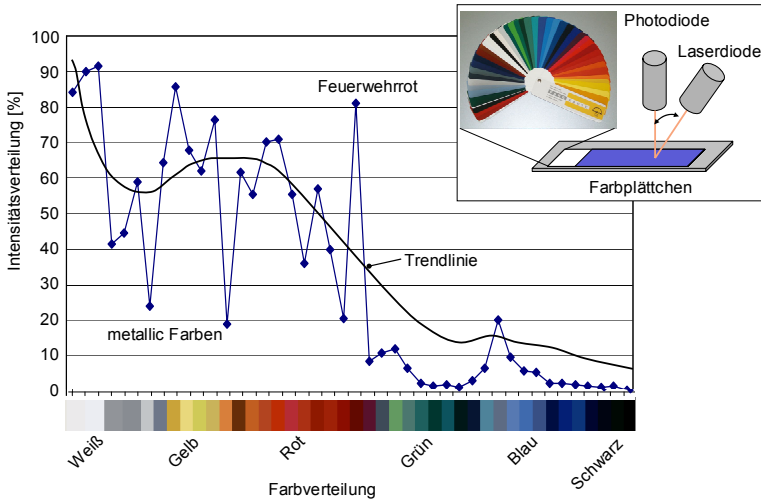 Photodiode
Laserdiode
Farbplättchen
Intensitätsverteilung [%]
100
90
80
70
60
50
40
30
20
10
0
Feuerwehrrot
Trendlinie
metallic Farben
Weiß
Gelb
Rot
Grün
Blau
Schwarz
Farbverteilung